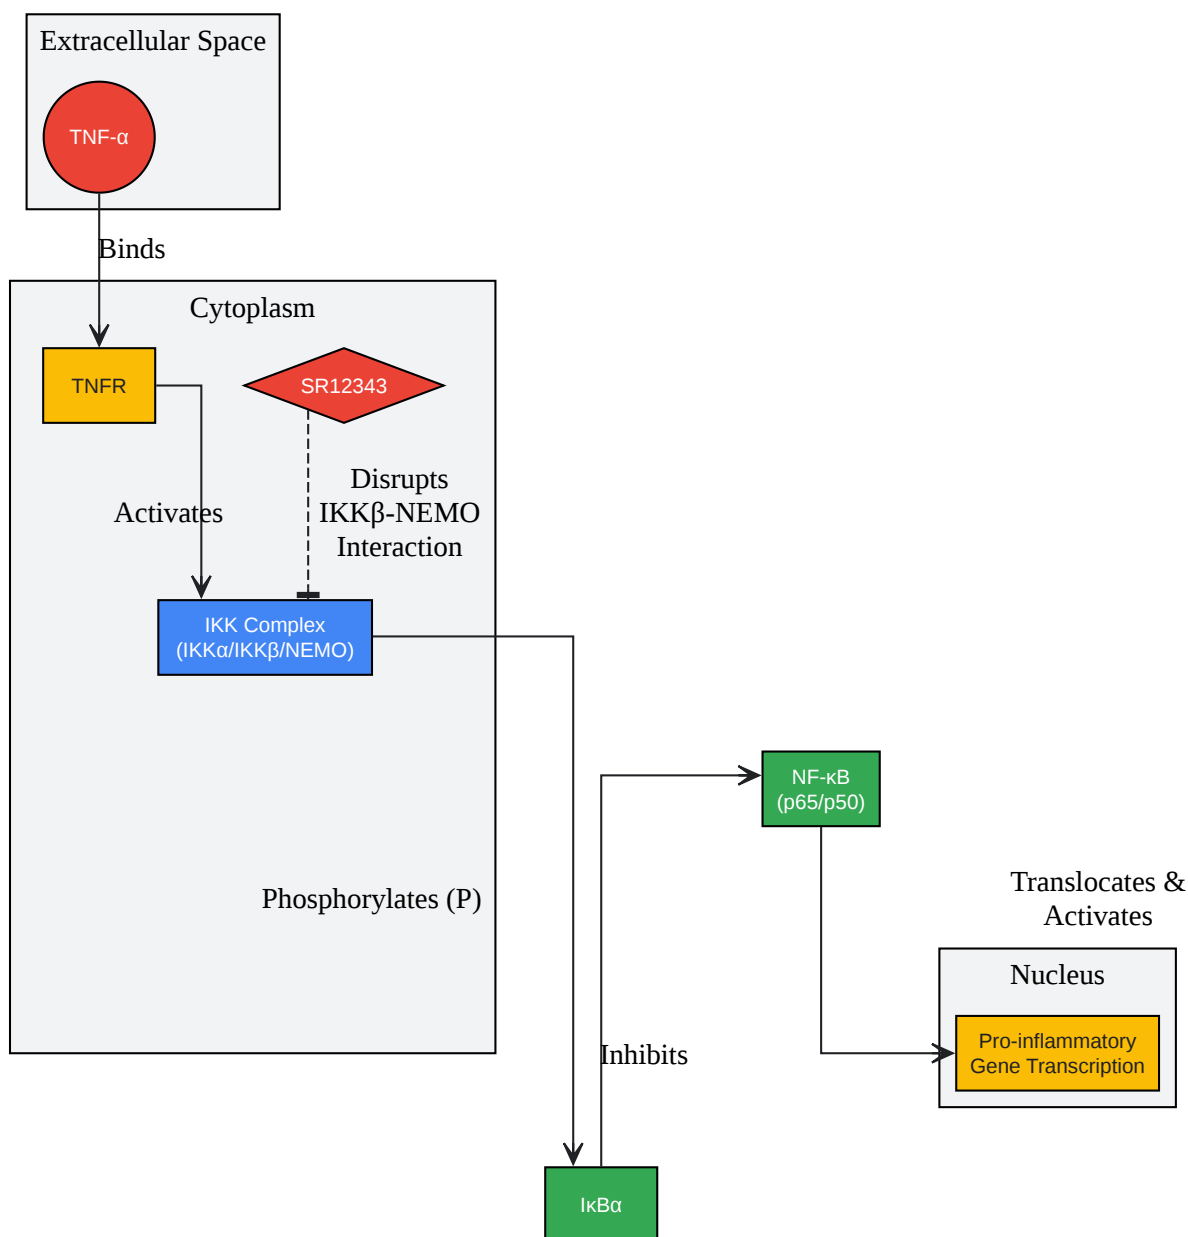 Extracellular Space
TNF-α
Binds
Cytoplasm
TNFR
SR12343
Activates
Disrupts
IKKβ-NEMO
Interaction
IKK Complex
(IKKα/IKKβ/NEMO)
Phosphorylates (P)
NF-κB
(p65/p50)
Translocates &
Activates
Nucleus
Pro-inflammatory
Gene Transcription
Inhibits
IκBα